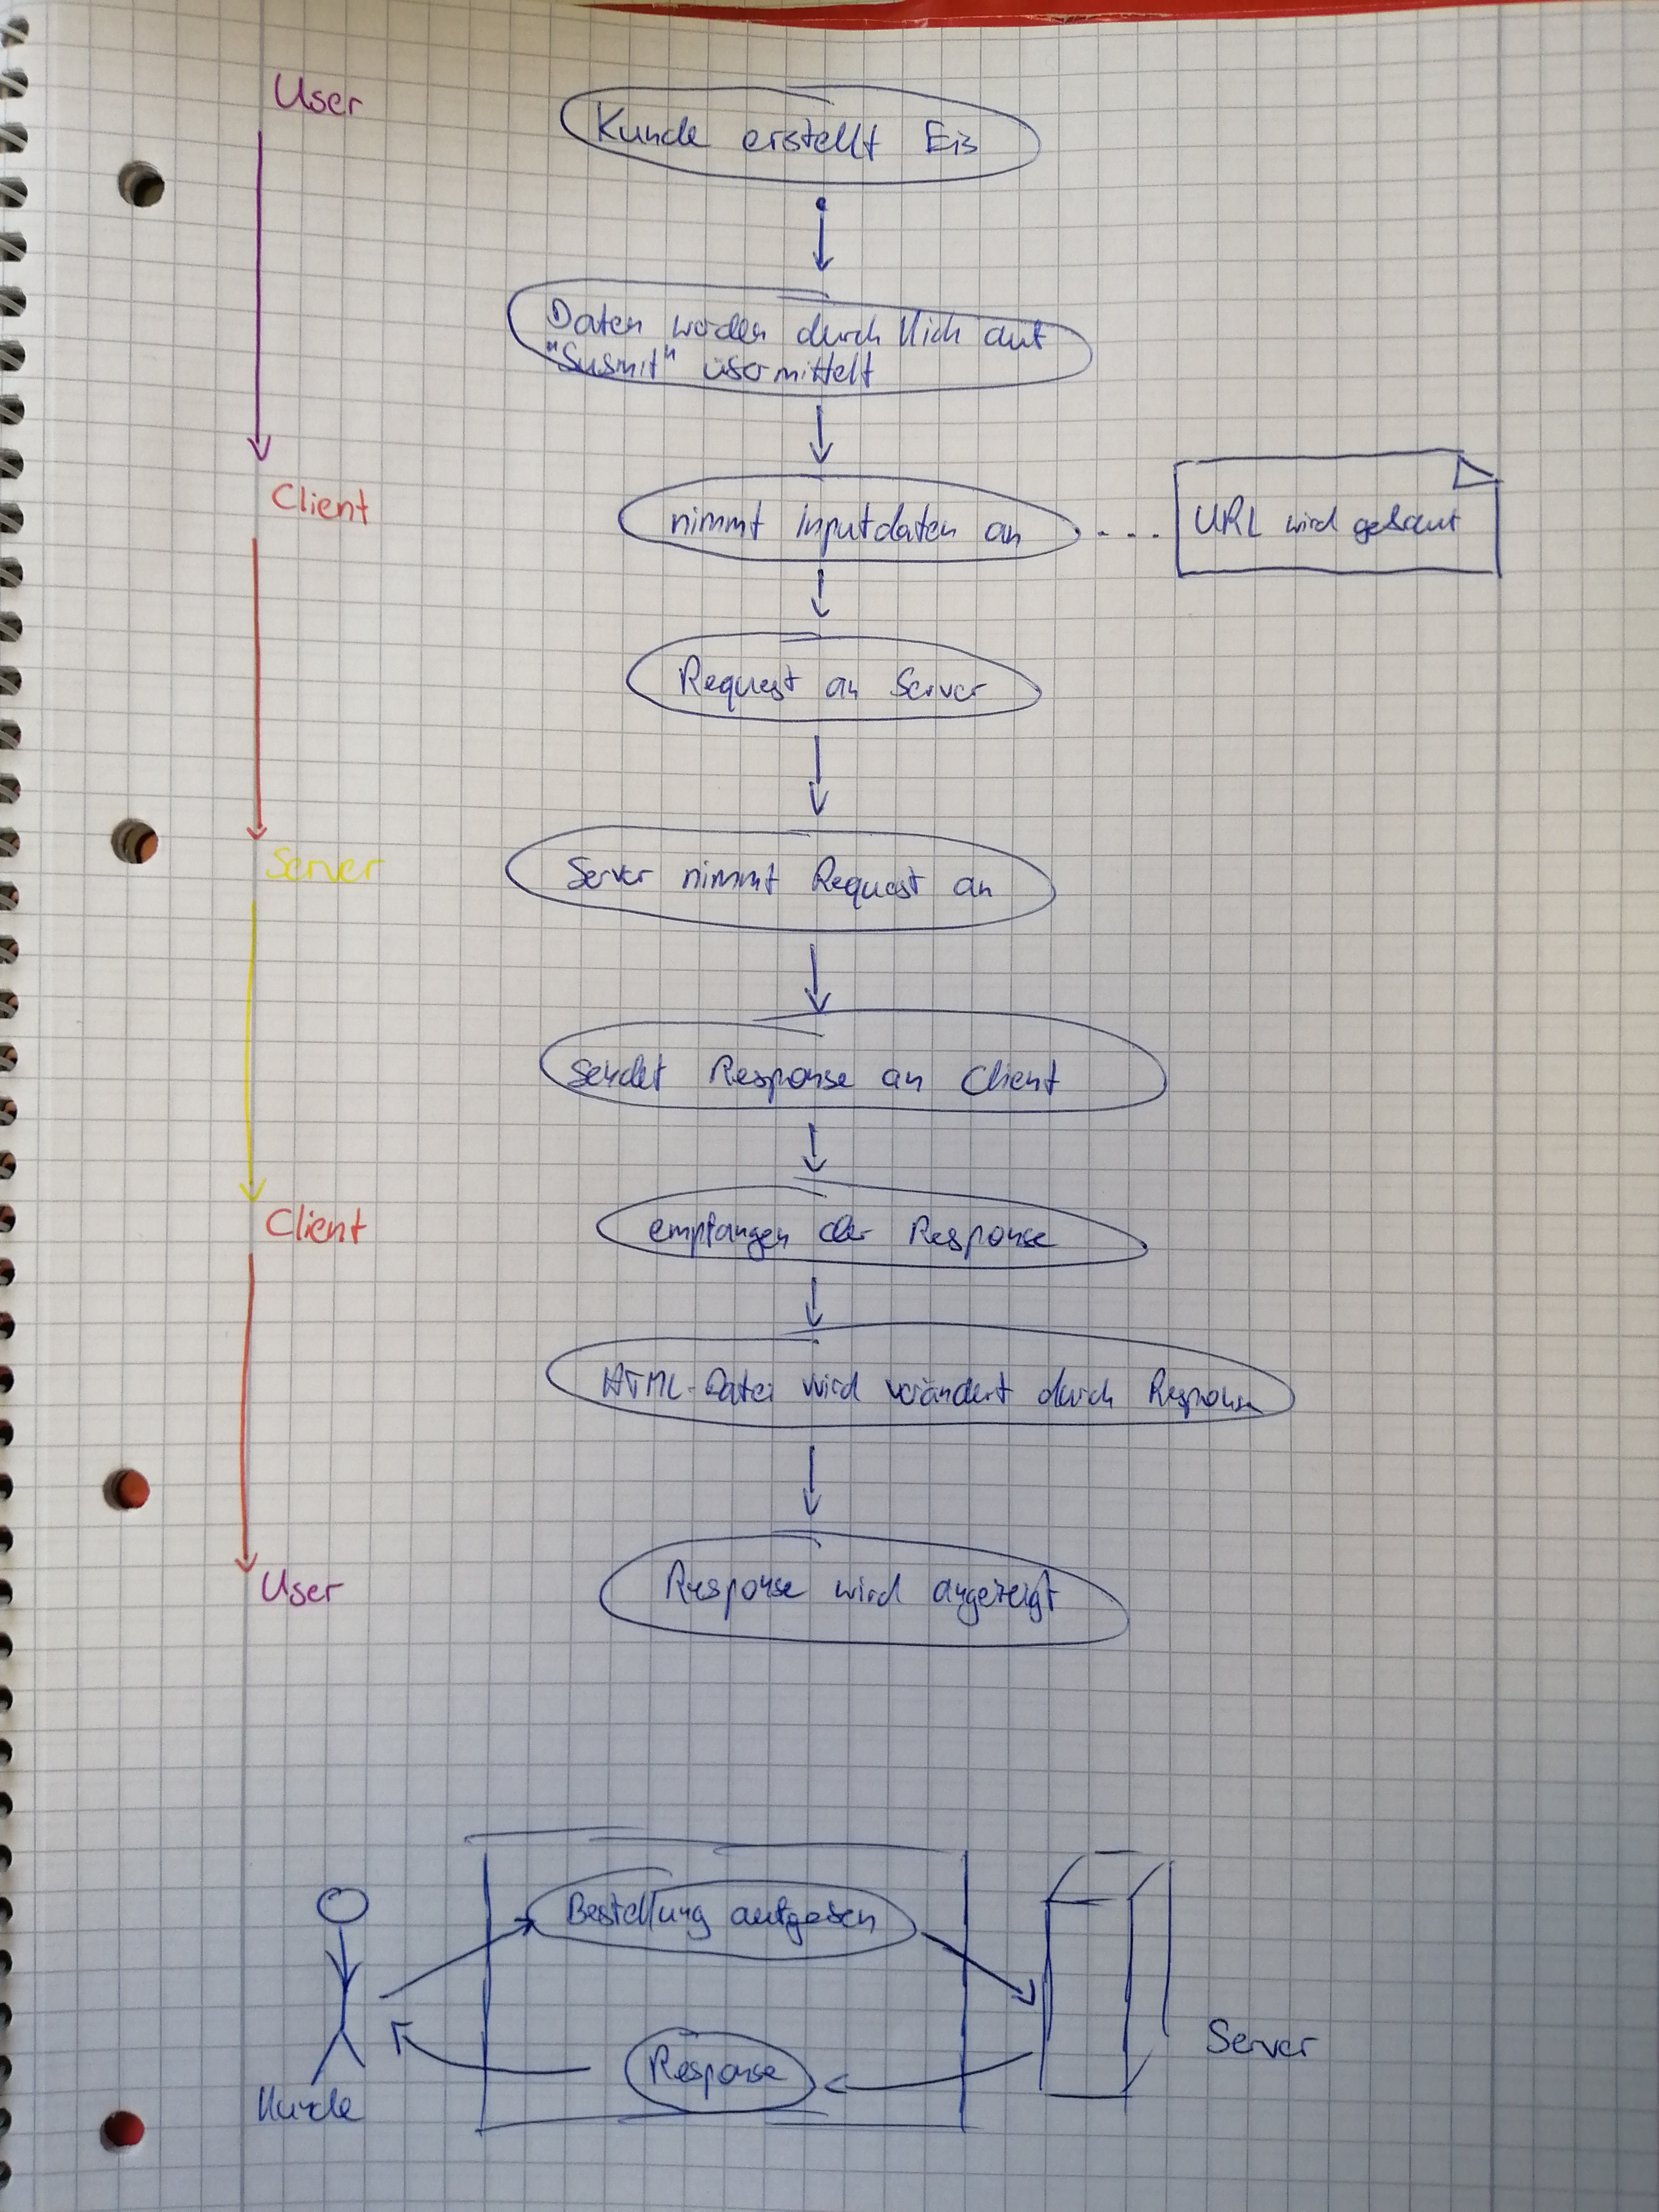 User
Kunde erstellt Eis
Daten werden durch Klick auf
"Submit" übermittelt
Client
nimmt Inputdaten an
URL wird gebaut
Request an Server
Server
Server nimmt Request an
sendet Response an Client
Client
empfangen der Response
HTML-Datei wird verändert durch Response
User
Response wird angezeigt
Bestellung aufgeben
Response
Server
Kunde